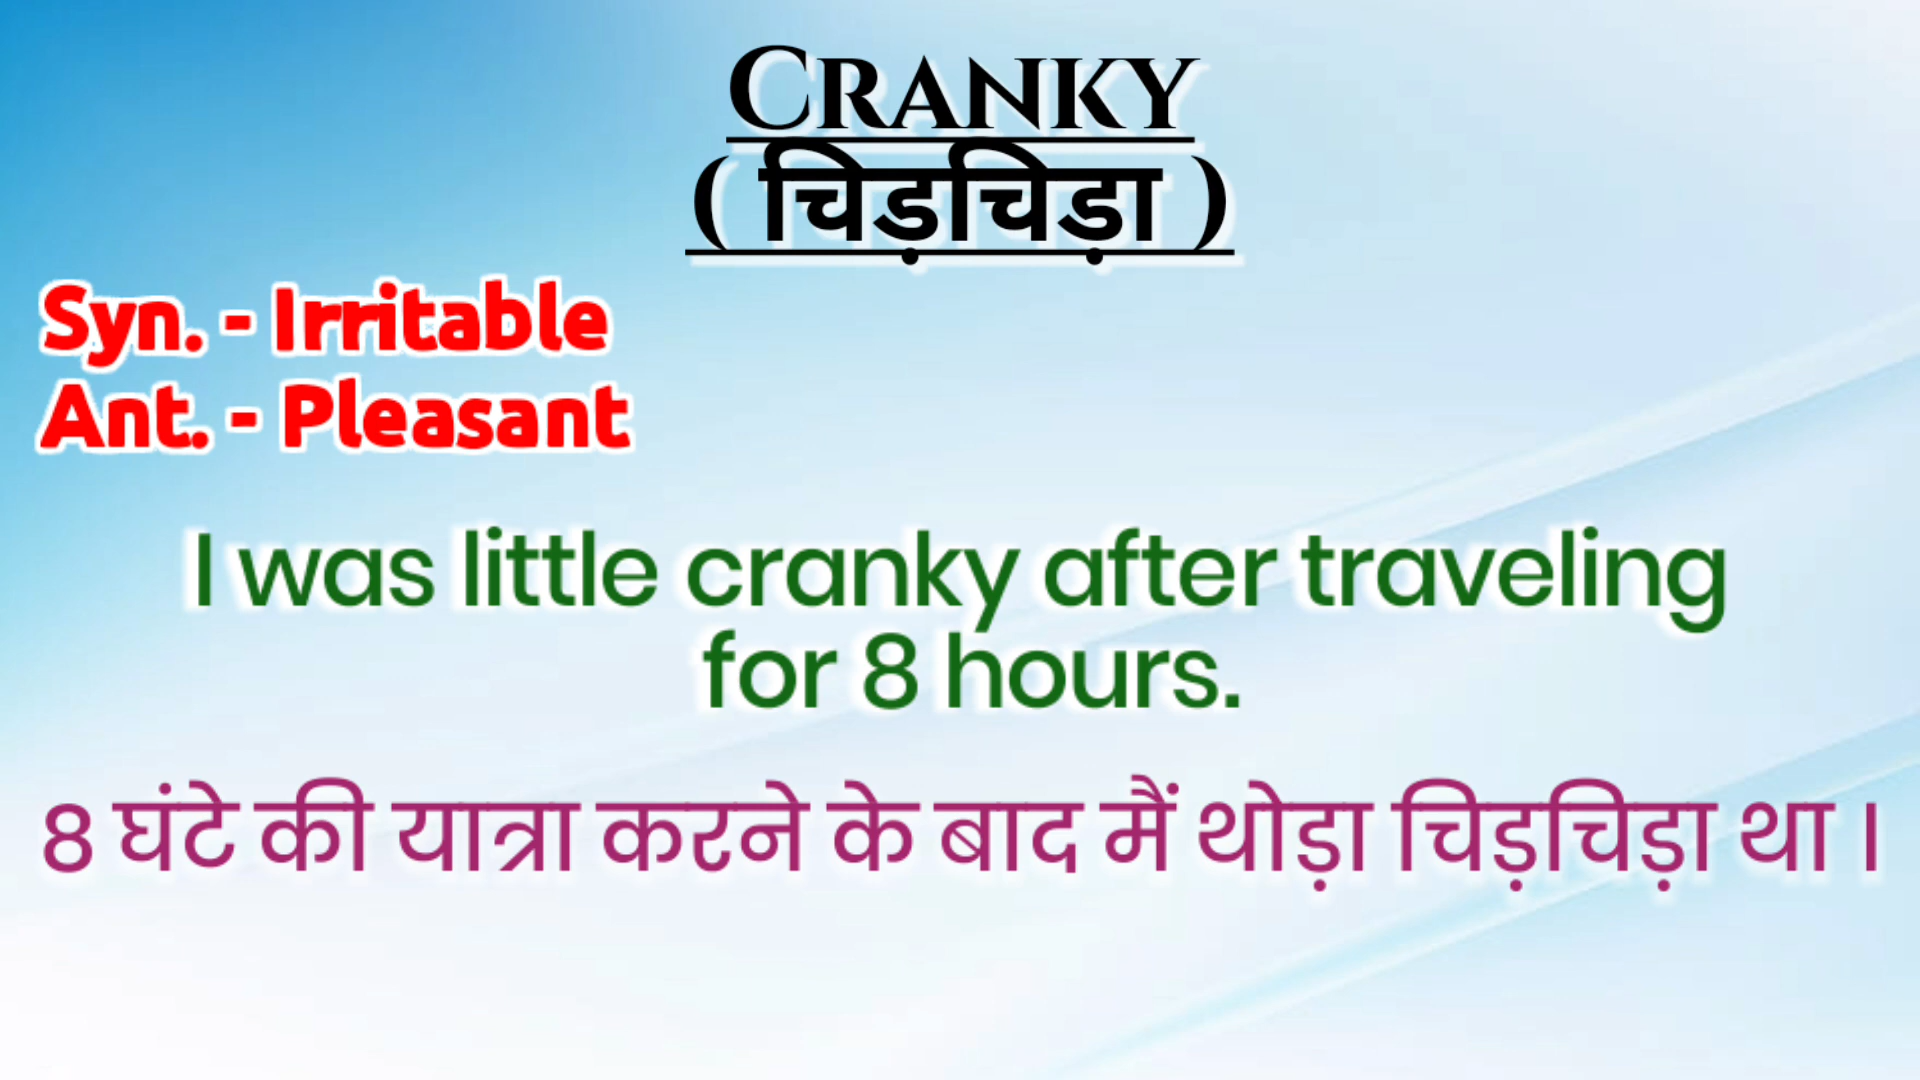 Cranky
( चिड़चिड़ा )
Syn. - Irritable
Ant. - Pleasant
I was little cranky after traveling
for 8 hours.
8 घंटे की यात्रा करने के बाद मैं थोड़ा चिड़चिड़ा था ।